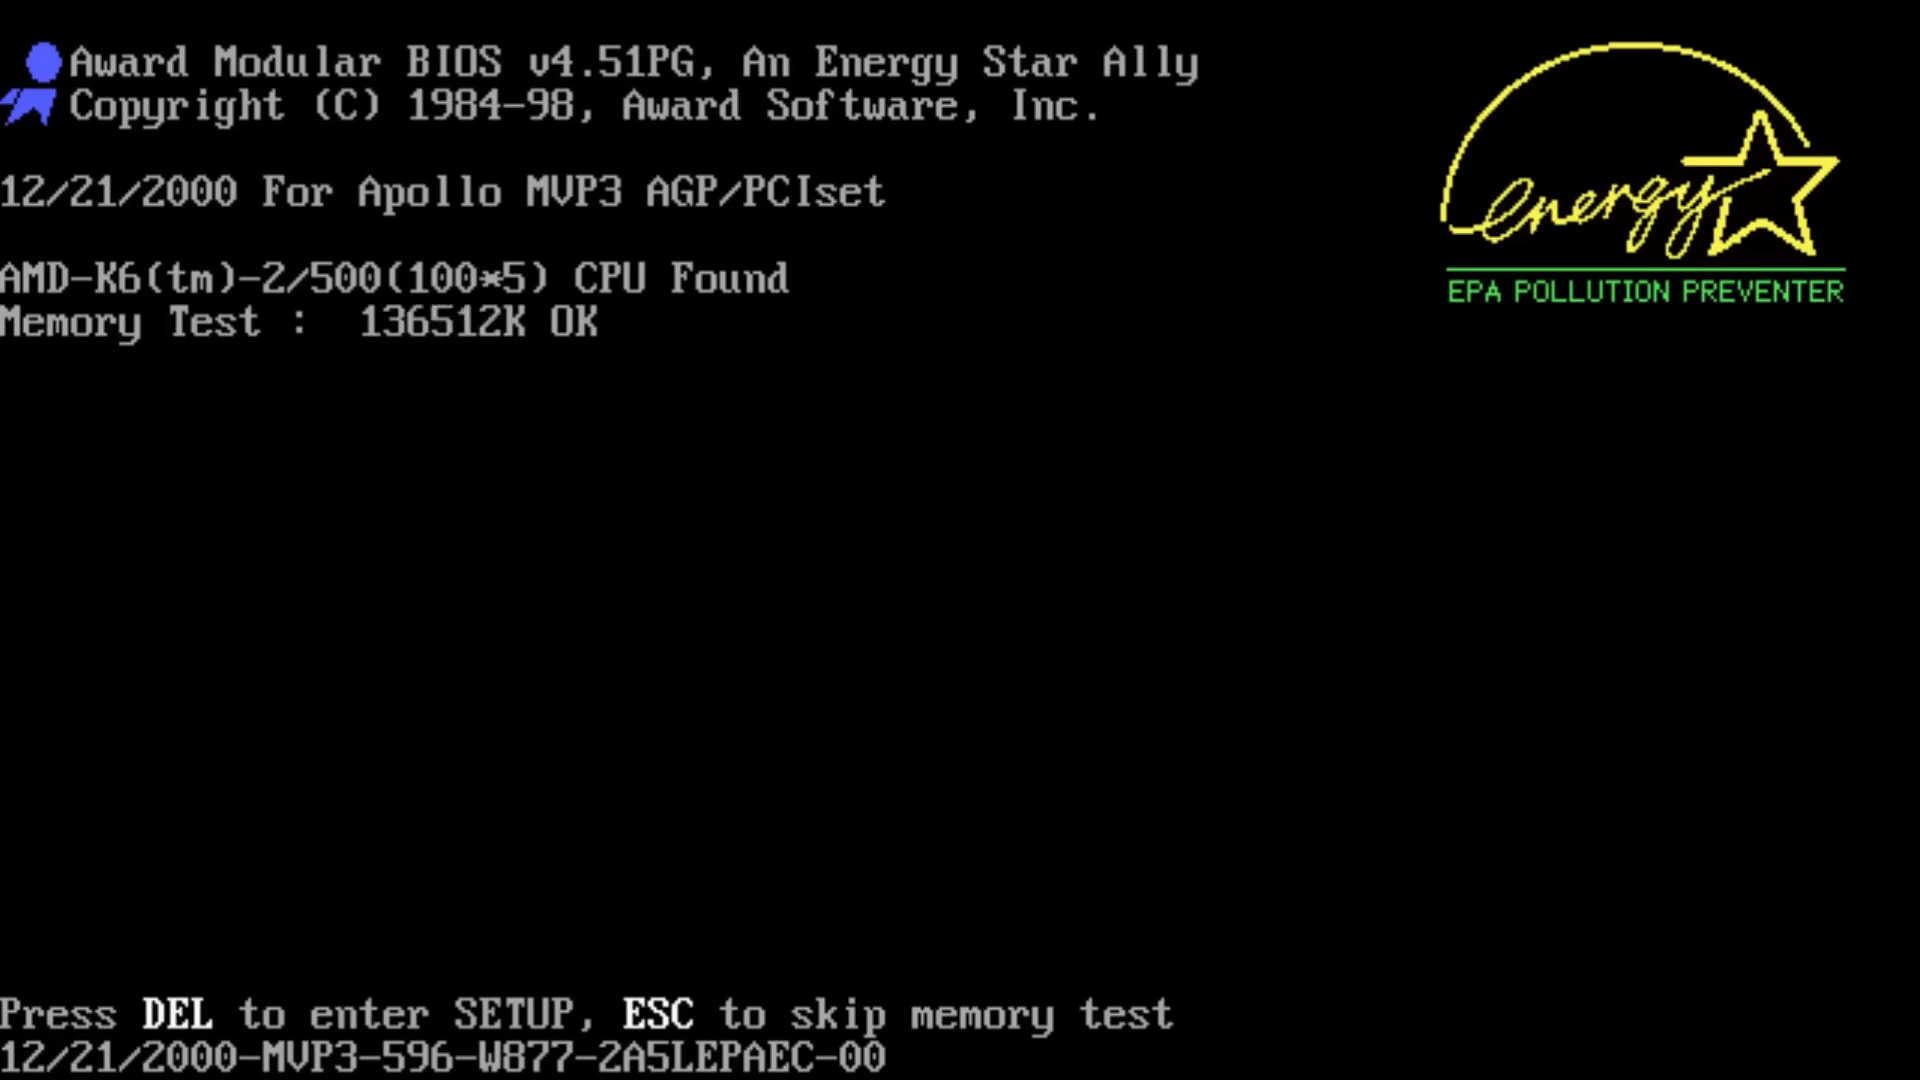 Award Modular BIOS v4.51PG, An Energy Star Ally
Copyright (C) 1984-98, Award Software, Inc.
12/21/2000 For Apollo MVP3 AGP/PCIset
energy
EPA POLLUTION PREVENTER
AMD-K6(tm)-2/500(100*5) CPU Found
Memory Test :  136512K OK
Press DEL to enter SETUP, ESC to skip memory test
12/21/2000-MVP3-596-W877-2A5LEPAEC-00